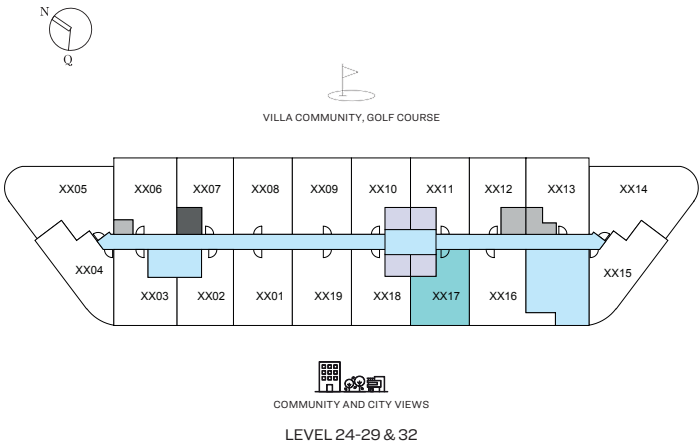 N
Q
VILLA COMMUNITY, GOLF COURSE
XX05 XX06 XX07 XX08 XX09 XX10 XX11 XX12 XX13 XX14
XX04 XX15
XX03 XX02 XX01 XX19 XX18 XX17 XX16
COMMUNITY AND CITY VIEWS
LEVEL 24-29 & 32